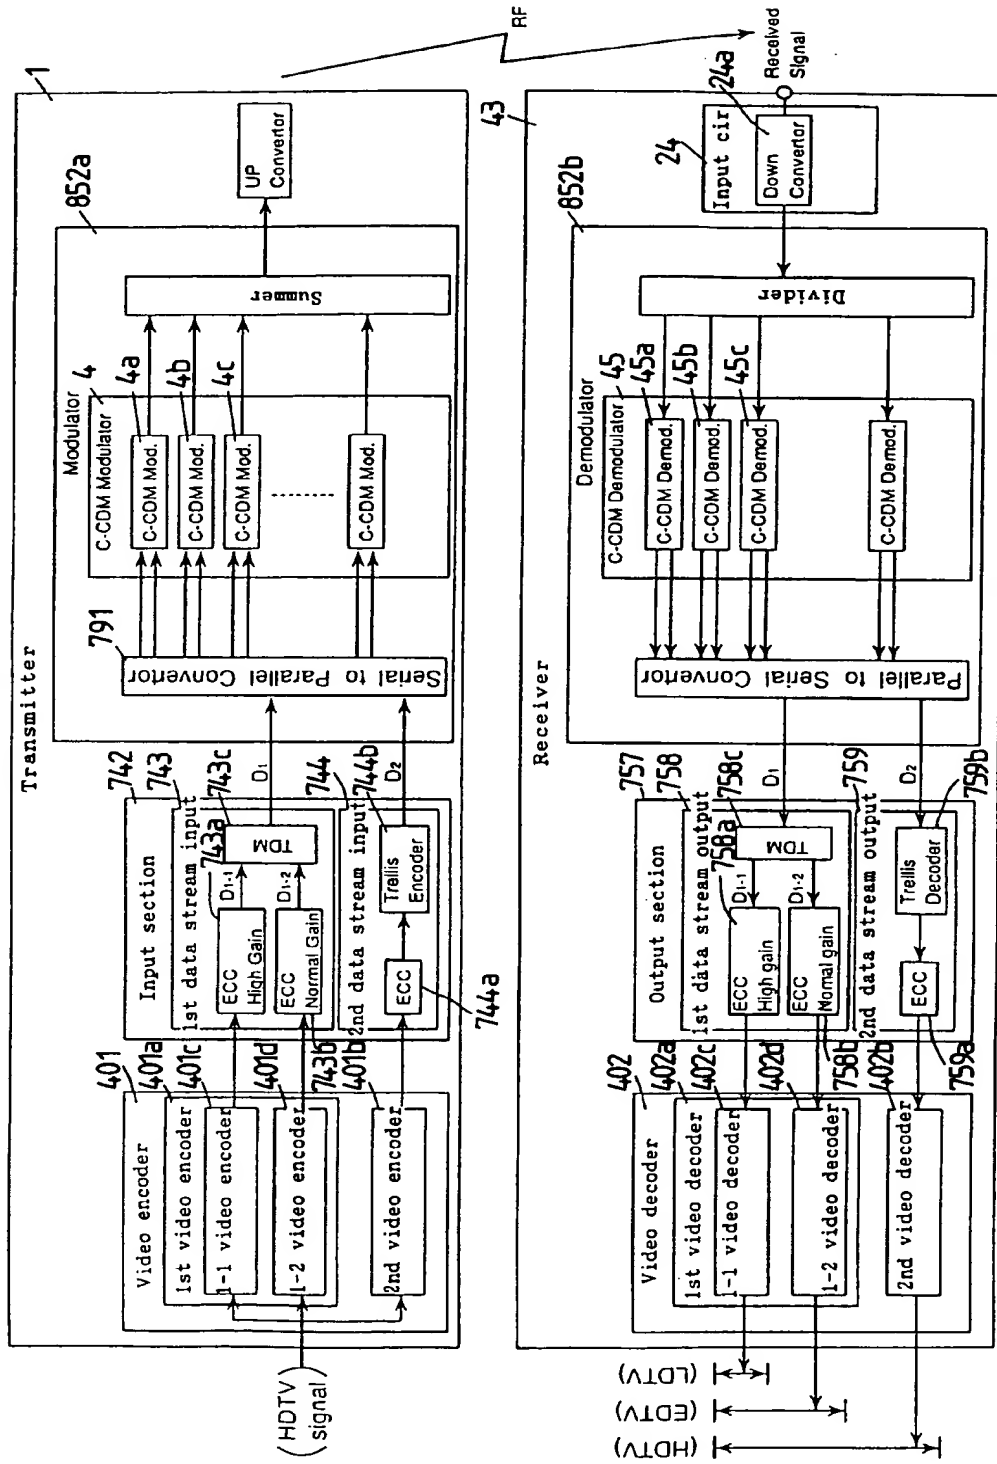 Transmitter
1
(HDTV signal)
401
Video encoder
401a
1st video encoder
401c
1-1 video encoder
401d
1-2 video encoder
401b
2nd video encoder
742
Input section
743
1st data stream input
743a
ECC
High Gain
743b
ECC
Normal Gain
D1-1
D1-2
743c
TDM
744
2nd data stream input
744a
ECC
744b
Trellis
Encoder
D1
D2
852a
Modulator
791
Serial to Parallel Convertor
4
C-CDM Modulator
4a
C-CDM Mod.
4b
C-CDM Mod.
4c
C-CDM Mod.
C-CDM Mod.
Summer
UP
Convertor
RF
Receiver
43
Received
Signal
24
Input cir
24a
Down
Convertor
852b
Demodulator
Divider
45
C-CDM Demodulator
45a
C-CDM Demod.
45b
C-CDM Demod.
45c
C-CDM Demod.
C-CDM Demod.
Parallel to Serial Convertor
D1
D2
757
Output section
758
1st data stream output
758c
TDM
D1-1
D1-2
758a
ECC
High gain
758b
ECC
Normal gain
759
2nd data stream output
759b
Trellis
Decoder
759a
ECC
402
Video decoder
402a
1st video decoder
402c
1-1 video decoder
402d
1-2 video decoder
402b
2nd video decoder
(LDTV)
(EDTV)
(HDTV)